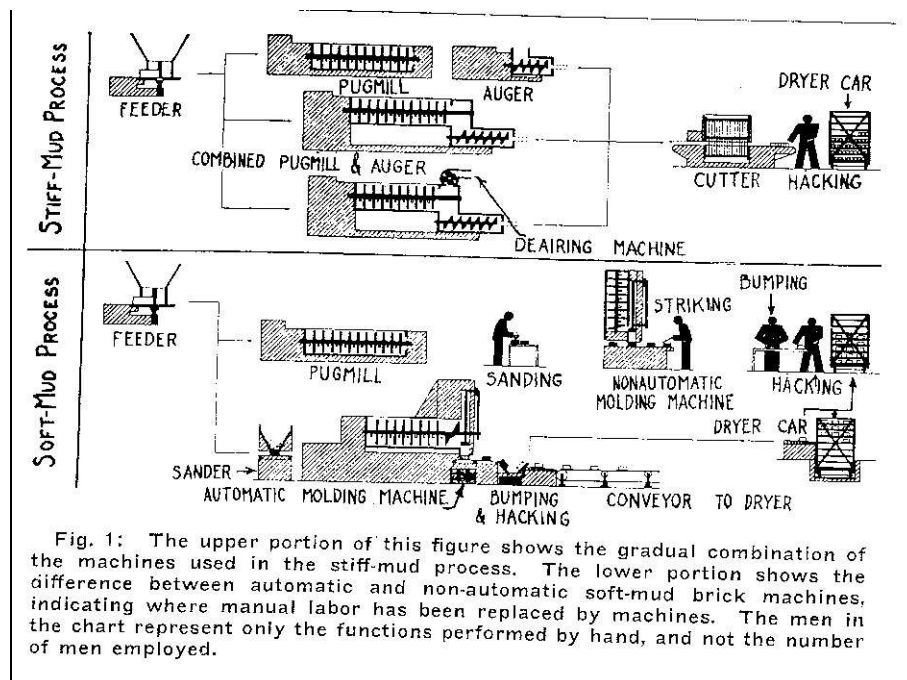 STIFF-MUD PROCESS
FEEDER
PUGMILL
AUGER
COMBINED PUGMILL & AUGER
DEAIRING MACHINE
DRYER CAR
CUTTER
HACKING
SOFT-MUD PROCESS
FEEDER
PUGMILL
SANDING
STRIKING
NONAUTOMATIC
MOLDING MACHINE
BUMPING
HACKING
DRYER CAR
SANDER
AUTOMATIC MOLDING MACHINE
BUMPING
& HACKING
CONVEYOR TO DRYER
Fig. 1: The upper portion of this figure shows the gradual combination of
the machines used in the stiff-mud process. The lower portion shows the
difference between automatic and non-automatic soft-mud brick machines,
indicating where manual labor has been replaced by machines. The men in
the chart represent only the functions performed by hand, and not the number
of men employed.